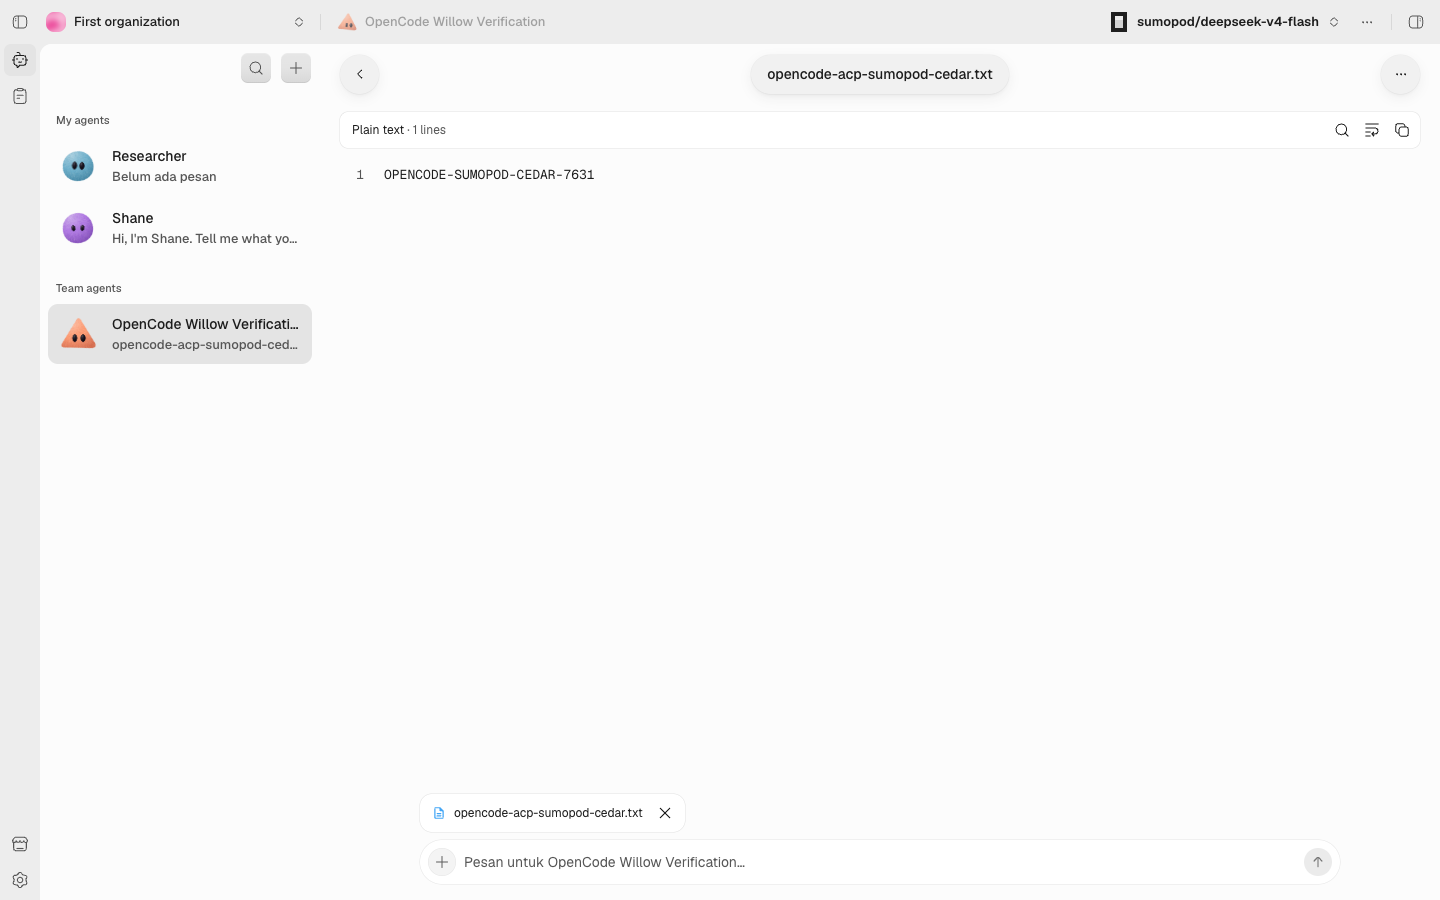 First organization
OpenCode Willow Verification
sumopod/deepseek-v4-flash
My agents
Researcher
Belum ada pesan
Shane
Hi, I'm Shane. Tell me what yo...
Team agents
OpenCode Willow Verificati...
opencode-acp-sumopod-ced...
opencode-acp-sumopod-cedar.txt
Plain text · 1 lines
1 OPENCODE-SUMOPOD-CEDAR-7631
opencode-acp-sumopod-cedar.txt
Pesan untuk OpenCode Willow Verification...